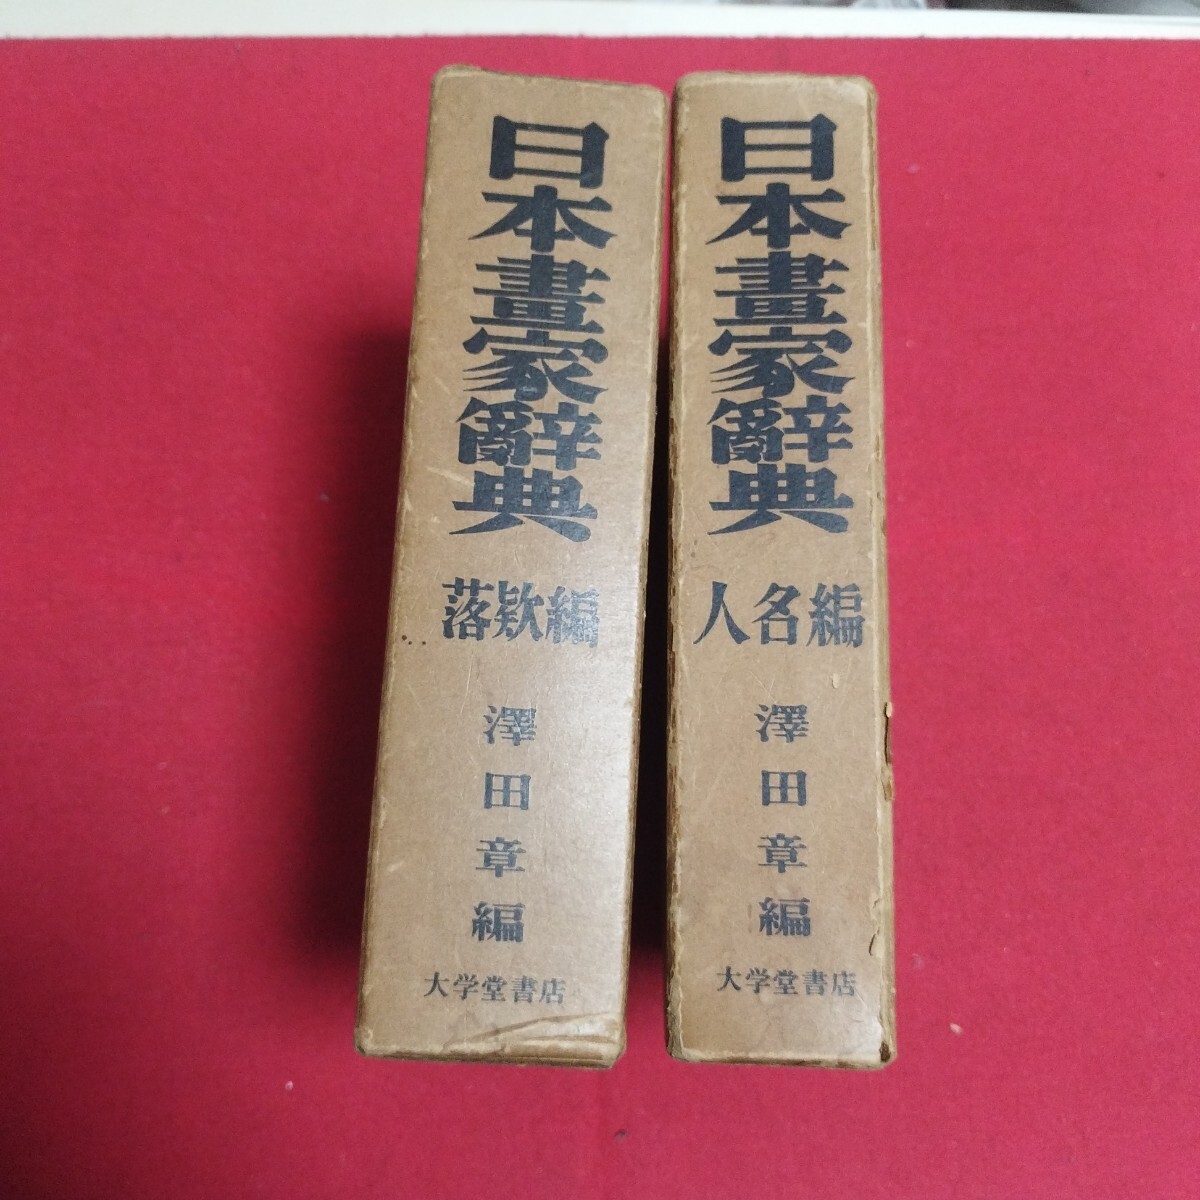 日本畫家辭典
落欵編
澤田章編
大学堂書店
日本畫家辭典
人名編
澤田章編
大学堂書店